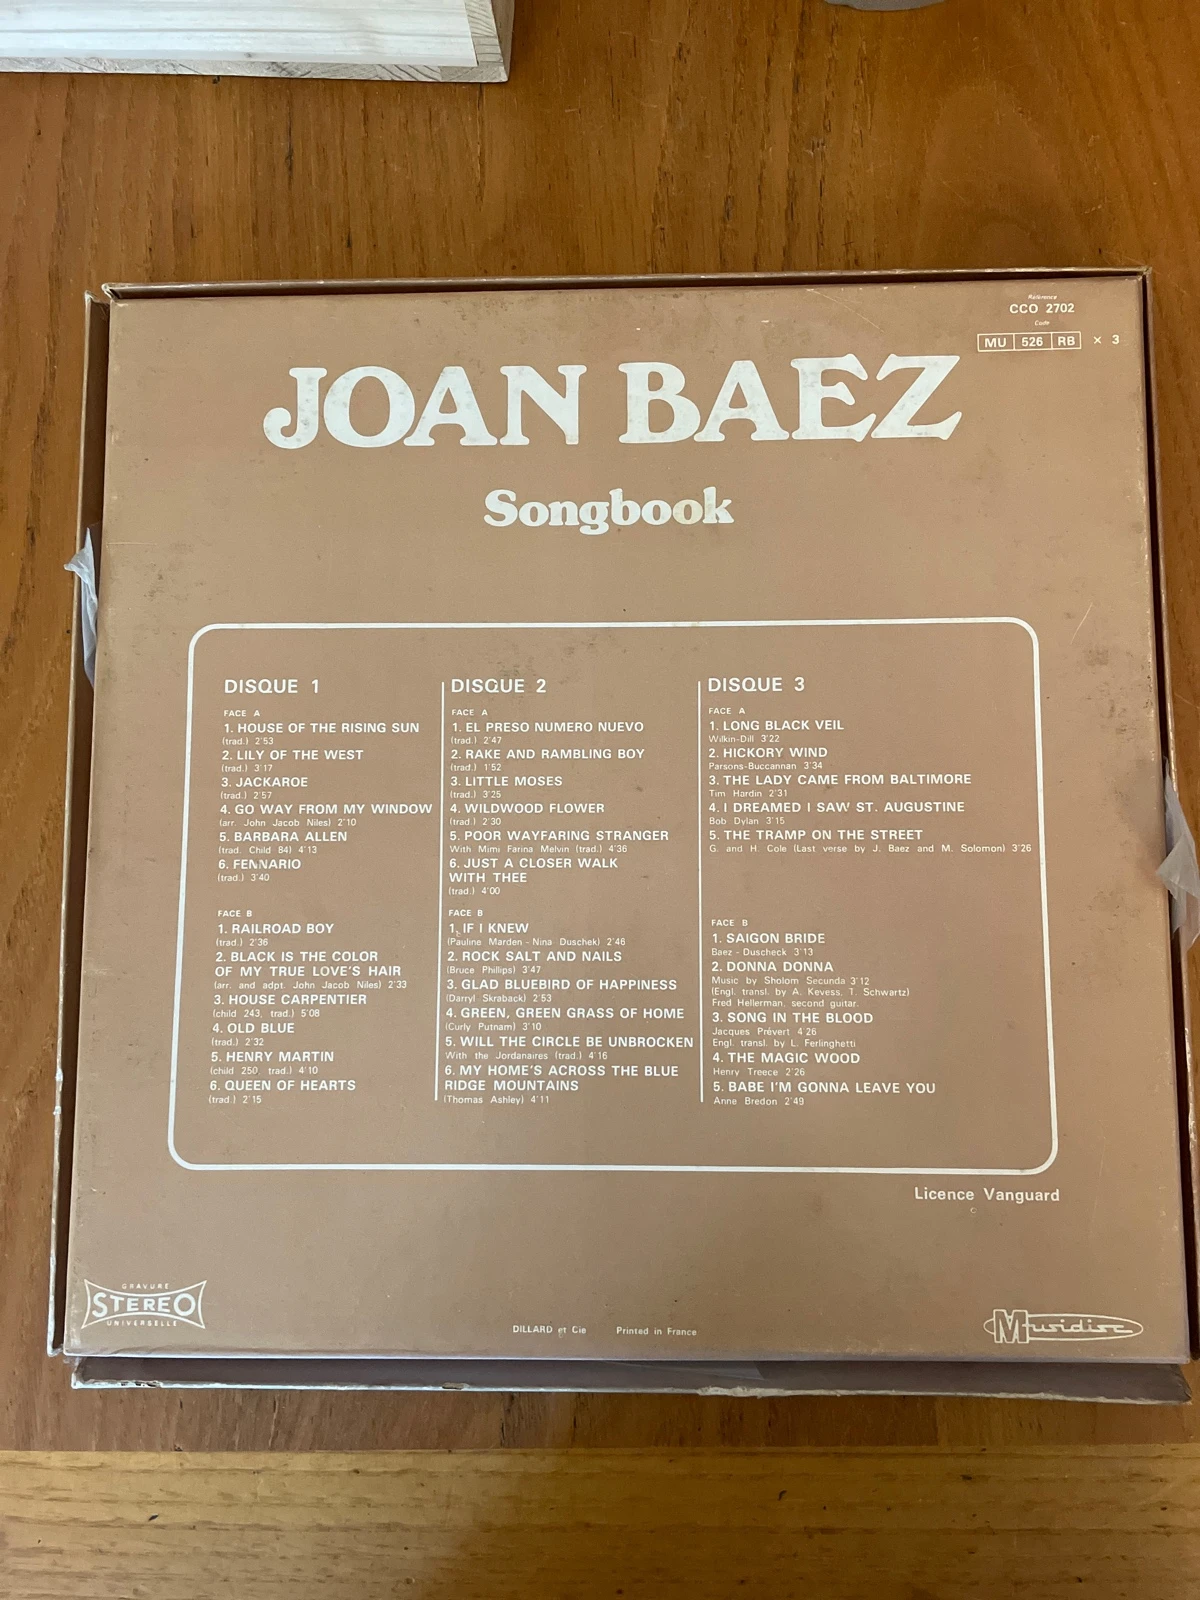 Référence
CCO 2702
Code
MU 526 RB × 3
JOAN BAEZ
Songbook
DISQUE 1
FACE A
1. HOUSE OF THE RISING SUN
(trad.) 2'53
2. LILY OF THE WEST
(trad.) 3'17
3. JACKAROE
(trad.) 2'57
4. GO WAY FROM MY WINDOW
(arr. John Jacob Niles) 2'10
5. BARBARA ALLEN
(trad. Child 84) 4'13
6. FENNARIO
(trad.) 3'40
FACE B
1. RAILROAD BOY
(trad.) 2'36
2. BLACK IS THE COLOR
OF MY TRUE LOVE'S HAIR
(arr. and adpt. John Jacob Niles) 2'33
3. HOUSE CARPENTIER
(child 243, trad.) 5'08
4. OLD BLUE
(trad.) 2'32
5. HENRY MARTIN
(child 250, trad.) 4'10
6. QUEEN OF HEARTS
(trad.) 2'15
DISQUE 2
FACE A
1. EL PRESO NUMERO NUEVO
(trad.) 2'47
2. RAKE AND RAMBLING BOY
(trad.) 1'52
3. LITTLE MOSES
(trad.) 3'25
4. WILDWOOD FLOWER
(trad.) 2'30
5. POOR WAYFARING STRANGER
With Mimi Farina Melvin (trad.) 4'36
6. JUST A CLOSER WALK
WITH THEE
(trad.) 4'00
FACE B
1. IF I KNEW
(Pauline Marden - Nina Duschek) 2'46
2. ROCK SALT AND NAILS
(Bruce Phillips) 3'47
3. GLAD BLUEBIRD OF HAPPINESS
(Darryl Skraback) 2'53
4. GREEN, GREEN GRASS OF HOME
(Curly Putnam) 3'10
5. WILL THE CIRCLE BE UNBROCKEN
With the Jordanaires (trad.) 4'16
6. MY HOME'S ACROSS THE BLUE
RIDGE MOUNTAINS
(Thomas Ashley) 4'11
DISQUE 3
FACE A
1. LONG BLACK VEIL
Wilkin-Dill 3'22
2. HICKORY WIND
Parsons-Buccannan 3'34
3. THE LADY CAME FROM BALTIMORE
Tim Hardin 2'31
4. I DREAMED I SAW ST. AUGUSTINE
Bob Dylan 3'15
5. THE TRAMP ON THE STREET
G. and H. Cole (Last verse by J. Baez and M. Solomon) 3'26
FACE B
1. SAIGON BRIDE
Baez - Duscheck 3'13
2. DONNA DONNA
Music by Sholom Secunda 3'12
(Engl. transl. by A. Kevess, T. Schwartz)
Fred Hellerman, second guitar.
3. SONG IN THE BLOOD
Jacques Prévert 4'26
Engl. transl. by L. Ferlinghetti
4. THE MAGIC WOOD
Henry Treece 2'26
5. BABE I'M GONNA LEAVE YOU
Anne Bredon 2'49
Licence Vanguard
GRAVURE
STEREO
UNIVERSELLE
DILLARD et Cie Printed in France
Musidisc